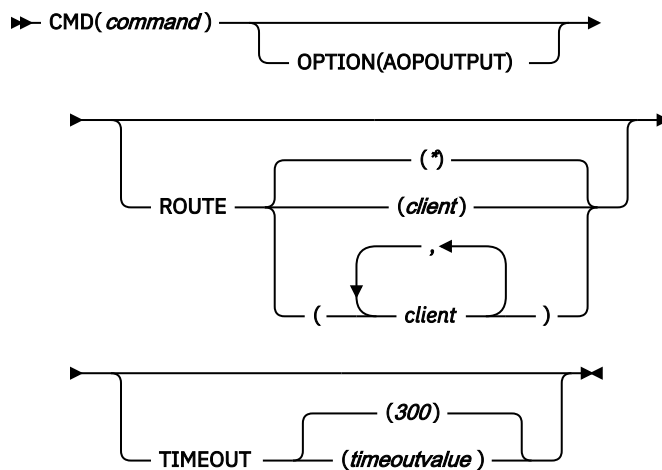 CMD(command)
OPTION(AOPOUTPUT)
(*)
ROUTE (client)
,
( client )
(300)
TIMEOUT (timeoutvalue)